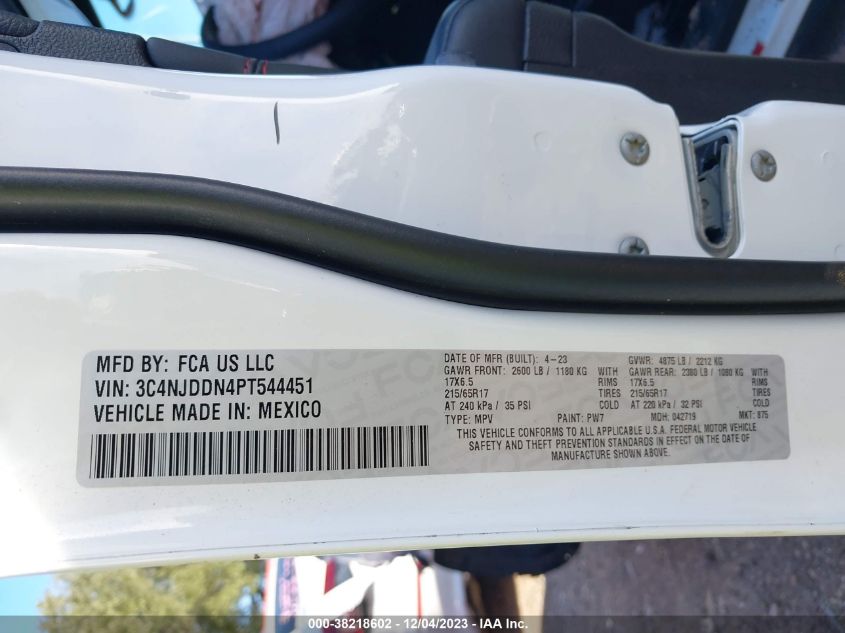 MFD BY: FCA US LLC
VIN: 3C4NJDDN4PT544451
VEHICLE MADE IN: MEXICO
DATE OF MFR (BUILT): 4-23 GVWR: 4875 LB / 2212 KG
GAWR FRONT: 2600 LB / 1180 KG GAWR REAR: 2380 LB / 1080 KG
17X6.5 RIMS 17X6.5 RIMS
215/65R17 TIRES 215/65R17 TIRES
AT 240 kPa / 35 PSI COLD AT 220 kPa / 32 PSI COLD
TYPE: MPV PAINT: PW7 MDH: 042719 MKT: 875
THIS VEHICLE CONFORMS TO ALL APPLICABLE U.S.A. FEDERAL MOTOR VEHICLE
SAFETY AND THEFT PREVENTION STANDARDS IN EFFECT ON THE DATE OF
MANUFACTURE SHOWN ABOVE.
000-38218602 - 12/04/2023 - IAA Inc.